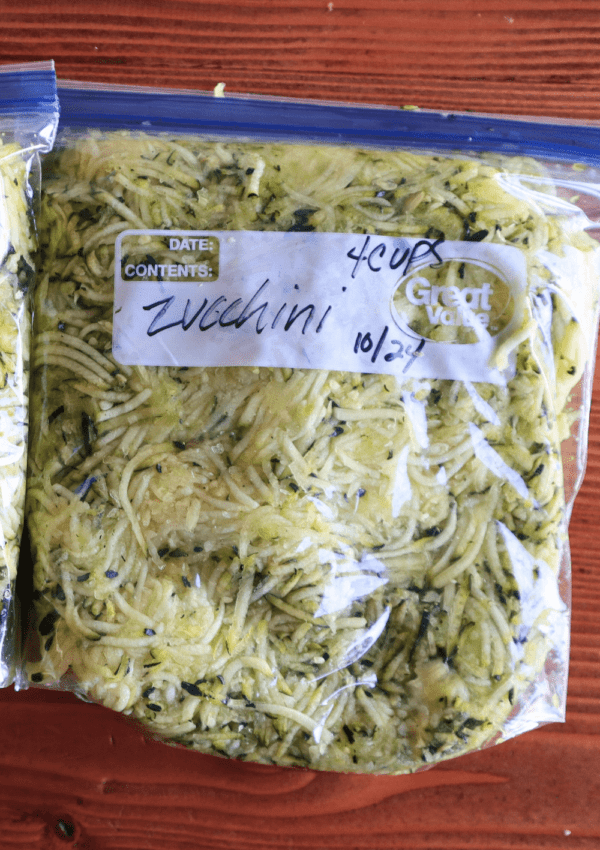 DATE:
4 CUPS
CONTENTS:
Great
Value
zucchini
10/24